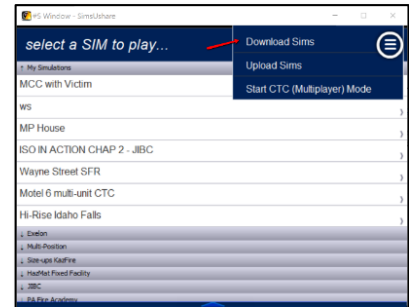 #5 Window - SimsUshare
select a SIM to play...
Download Sims
Upload Sims
Start CTC (Multiplayer) Mode
↑ My Simulations
MCC with Victim
ws
MP House
ISO IN ACTION CHAP 2 - JIBC
Wayne Street SFR
Motel 6 multi-unit CTC
Hi-Rise Idaho Falls
↓ Exelon
↓ Multi-Position
↓ Size-ups KazFire
↓ HazMat Fixed Facility
↓ JIBC
↓ PA Fire Academy